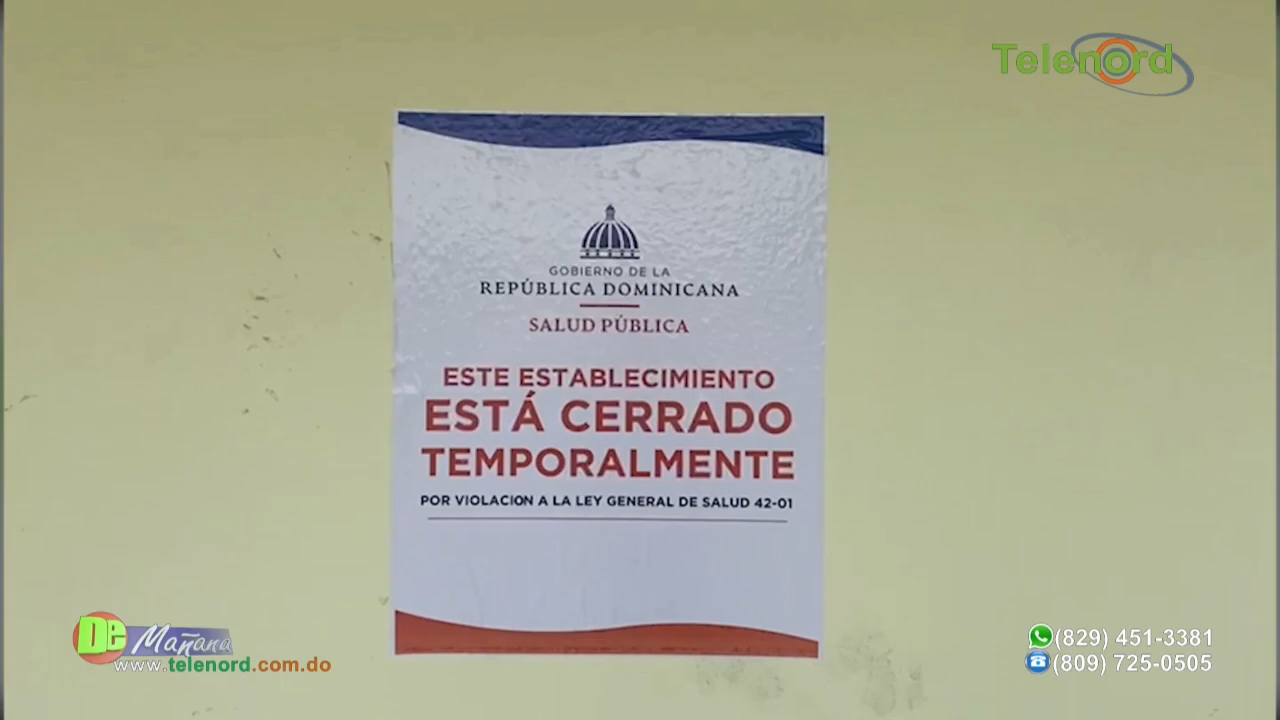 Telenord
GOBIERNO DE LA
REPÚBLICA DOMINICANA
SALUD PÚBLICA
ESTE ESTABLECIMIENTO
ESTÁ CERRADO
TEMPORALMENTE
POR VIOLACION A LA LEY GENERAL DE SALUD 42-01
De Mañana
www.telenord.com.do
(829) 451-3381
(809) 725-0505